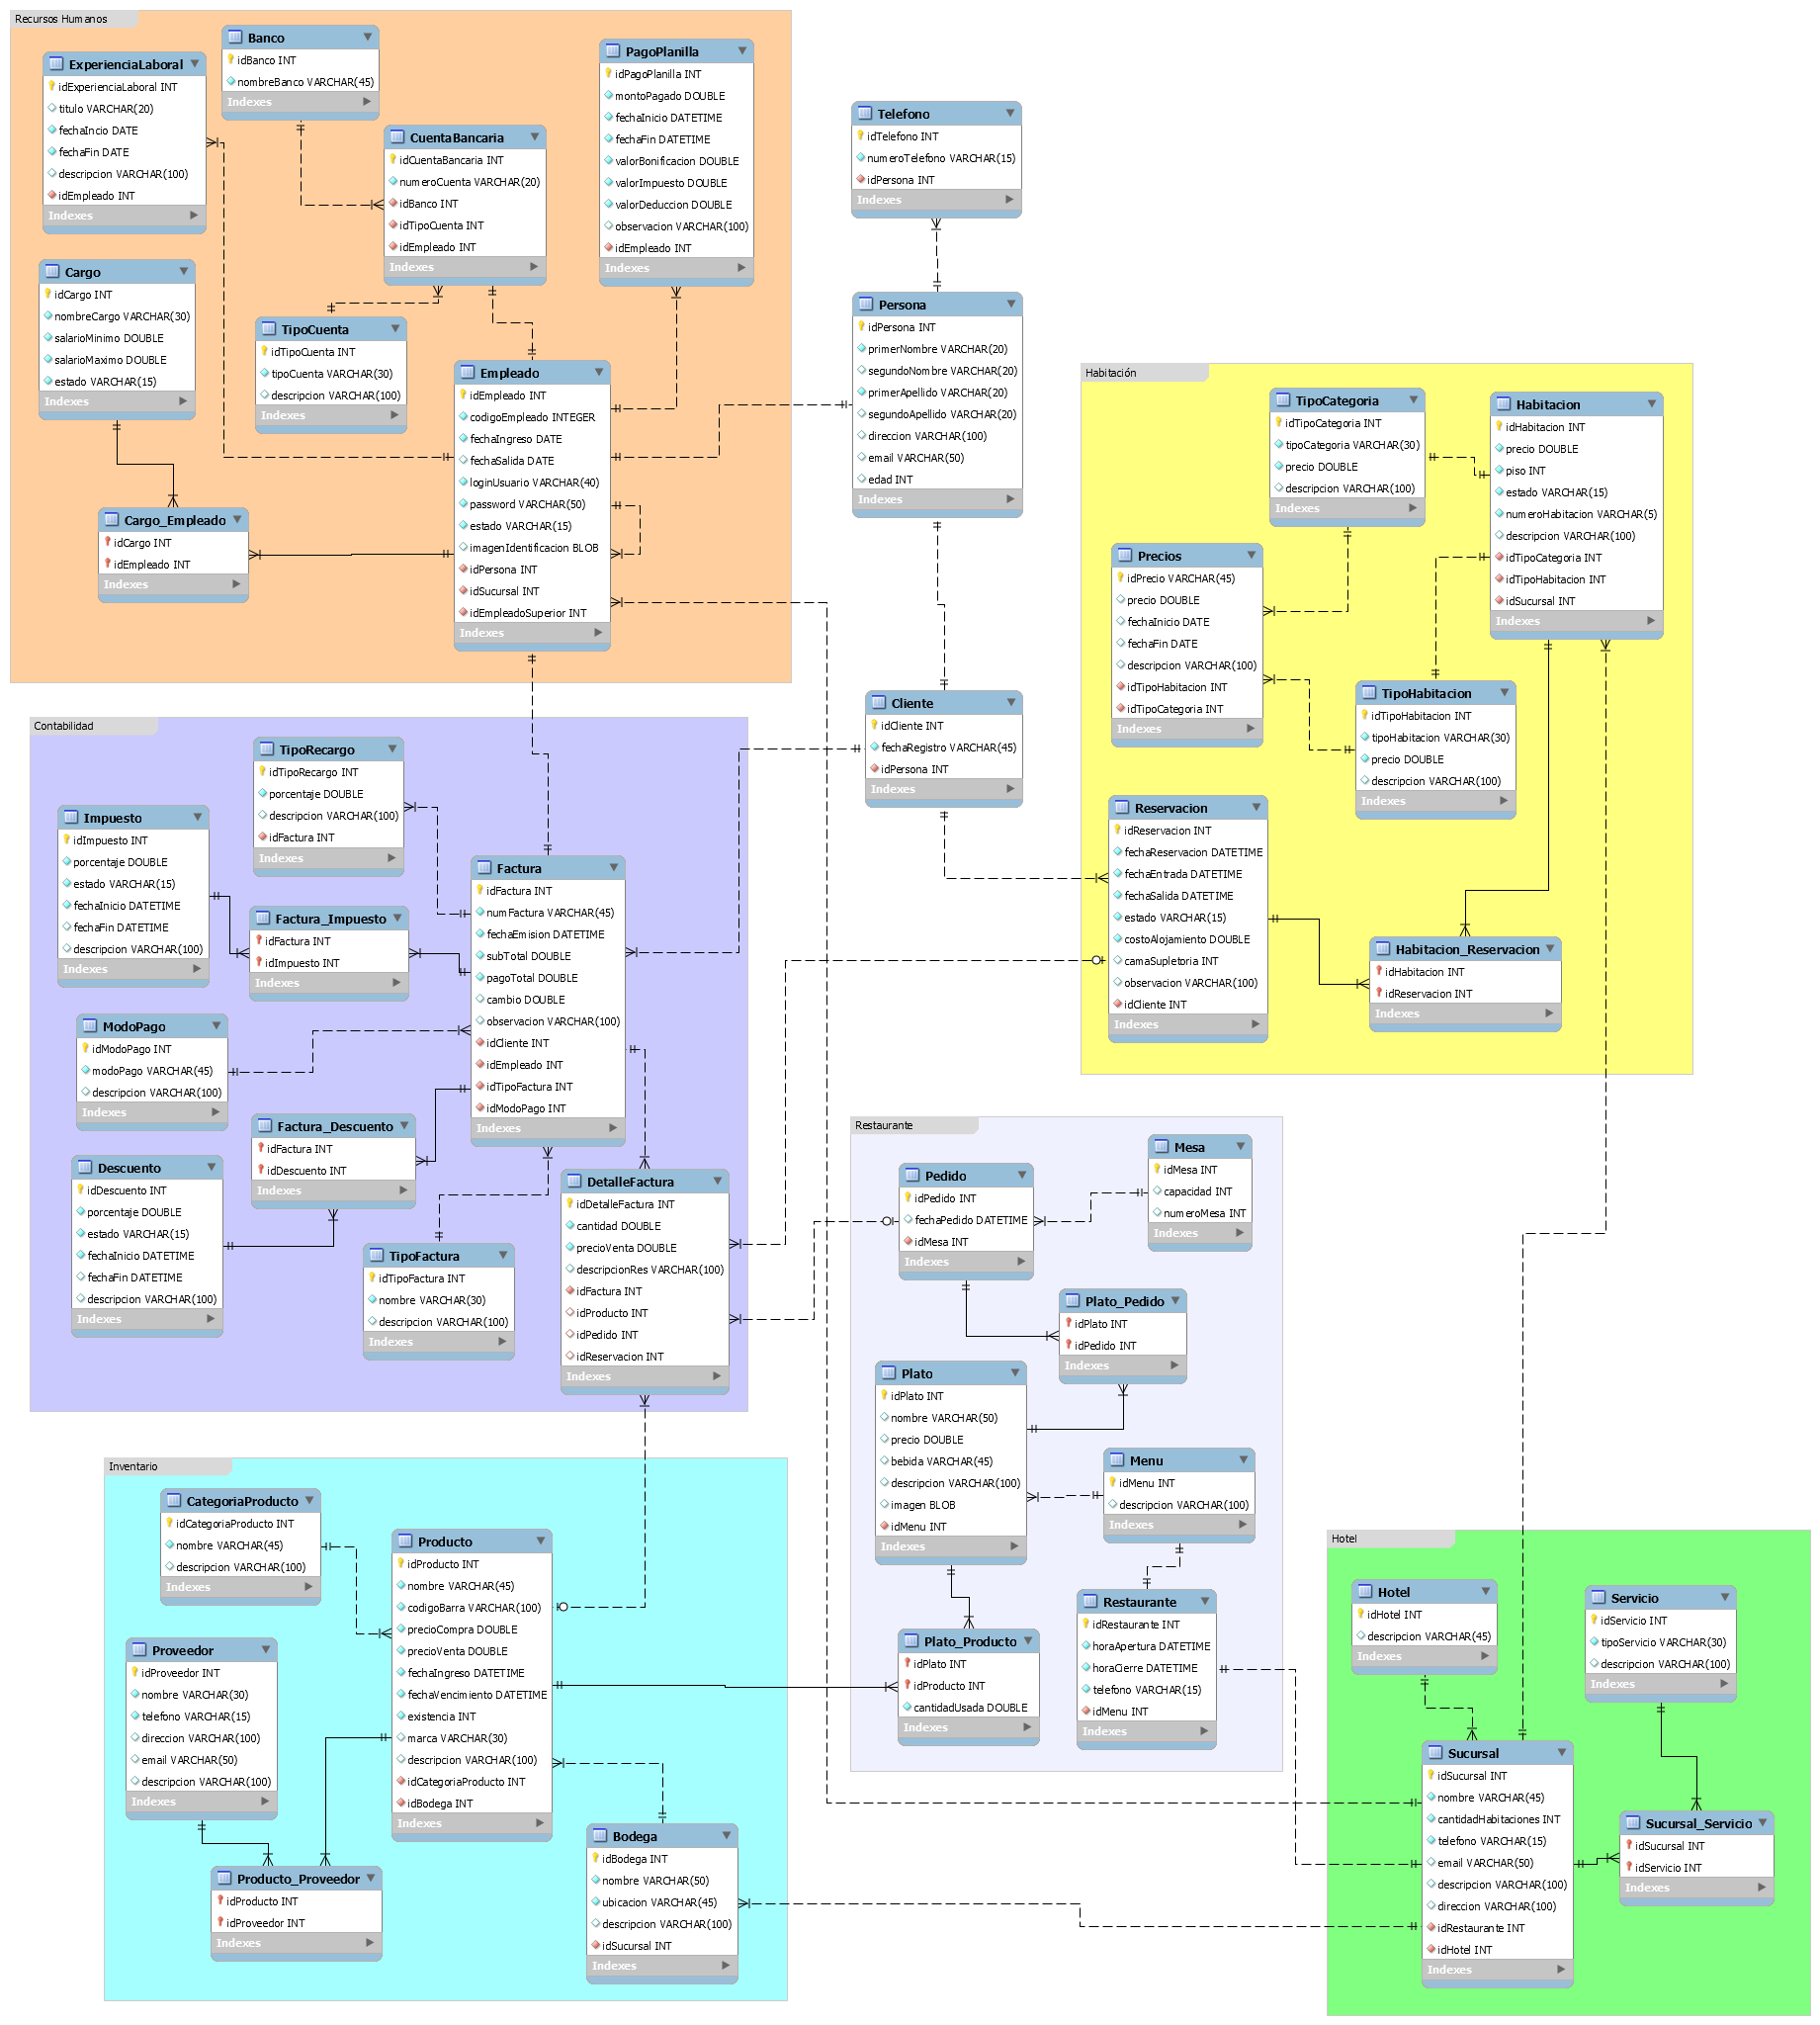 Recursos Humanos
ExperienciaLaboral
idExperienciaLaboral INT
titulo VARCHAR(20)
fechaIncio DATE
fechaFin DATE
descripcion VARCHAR(100)
idEmpleado INT
Indexes
Banco
idBanco INT
nombreBanco VARCHAR(45)
Indexes
CuentaBancaria
idCuentaBancaria INT
numeroCuenta VARCHAR(20)
idBanco INT
idTipoCuenta INT
idEmpleado INT
Indexes
PagoPlanilla
idPagoPlanilla INT
montoPagado DOUBLE
fechaInicio DATETIME
fechaFin DATETIME
valorBonificacion DOUBLE
valorImpuesto DOUBLE
valorDeduccion DOUBLE
observacion VARCHAR(100)
idEmpleado INT
Indexes
Cargo
idCargo INT
nombreCargo VARCHAR(30)
salarioMinimo DOUBLE
salarioMaximo DOUBLE
estado VARCHAR(15)
Indexes
TipoCuenta
idTipoCuenta INT
tipoCuenta VARCHAR(30)
descripcion VARCHAR(100)
Indexes
Empleado
idEmpleado INT
codigoEmpleado INTEGER
fechaIngreso DATE
fechaSalida DATE
loginUsuario VARCHAR(40)
password VARCHAR(50)
estado VARCHAR(15)
imagenIdentificacion BLOB
idPersona INT
idSucursal INT
idEmpleadoSuperior INT
Indexes
Cargo_Empleado
idCargo INT
idEmpleado INT
Indexes
Telefono
idTelefono INT
numeroTelefono VARCHAR(15)
idPersona INT
Indexes
Persona
idPersona INT
primerNombre VARCHAR(20)
segundoNombre VARCHAR(20)
primerApellido VARCHAR(20)
segundoApellido VARCHAR(20)
direccion VARCHAR(100)
email VARCHAR(50)
edad INT
Indexes
Cliente
idCliente INT
fechaRegistro VARCHAR(45)
idPersona INT
Indexes
Habitación
TipoCategoria
idTipoCategoria INT
tipoCategoria VARCHAR(30)
precio DOUBLE
descripcion VARCHAR(100)
Indexes
Habitacion
idHabitacion INT
precio DOUBLE
piso INT
estado VARCHAR(15)
numeroHabitacion VARCHAR(5)
descripcion VARCHAR(100)
idTipoCategoria INT
idTipoHabitacion INT
idSucursal INT
Indexes
Precios
idPrecio VARCHAR(45)
precio DOUBLE
fechaInicio DATE
fechaFin DATE
descripcion VARCHAR(100)
idTipoHabitacion INT
idTipoCategoria INT
Indexes
TipoHabitacion
idTipoHabitacion INT
tipoHabitacion VARCHAR(30)
precio DOUBLE
descripcion VARCHAR(100)
Indexes
Reservacion
idReservacion INT
fechaReservacion DATETIME
fechaEntrada DATETIME
fechaSalida DATETIME
estado VARCHAR(15)
costoAlojamiento DOUBLE
camaSupletoria INT
observacion VARCHAR(100)
idCliente INT
Indexes
Habitacion_Reservacion
idHabitacion INT
idReservacion INT
Indexes
Contabilidad
TipoRecargo
idTipoRecargo INT
porcentaje DOUBLE
descripcion VARCHAR(100)
idFactura INT
Indexes
Impuesto
idImpuesto INT
porcentaje DOUBLE
estado VARCHAR(15)
fechaInicio DATETIME
fechaFin DATETIME
descripcion VARCHAR(100)
Indexes
Factura_Impuesto
idFactura INT
idImpuesto INT
Indexes
Factura
idFactura INT
numFactura VARCHAR(45)
fechaEmision DATETIME
subTotal DOUBLE
pagoTotal DOUBLE
cambio DOUBLE
observacion VARCHAR(100)
idCliente INT
idEmpleado INT
idTipoFactura INT
idModoPago INT
Indexes
ModoPago
idModoPago INT
modoPago VARCHAR(45)
descripcion VARCHAR(100)
Indexes
Factura_Descuento
idFactura INT
idDescuento INT
Indexes
Descuento
idDescuento INT
porcentaje DOUBLE
estado VARCHAR(15)
fechaInicio DATETIME
fechaFin DATETIME
descripcion VARCHAR(100)
Indexes
TipoFactura
idTipoFactura INT
nombre VARCHAR(30)
descripcion VARCHAR(100)
Indexes
DetalleFactura
idDetalleFactura INT
cantidad DOUBLE
precioVenta DOUBLE
descripcionRes VARCHAR(100)
idFactura INT
idProducto INT
idPedido INT
idReservacion INT
Indexes
Restaurante
Mesa
idMesa INT
capacidad INT
numeroMesa INT
Indexes
Pedido
idPedido INT
fechaPedido DATETIME
idMesa INT
Indexes
Plato_Pedido
idPlato INT
idPedido INT
Indexes
Plato
idPlato INT
nombre VARCHAR(50)
precio DOUBLE
bebida VARCHAR(45)
descripcion VARCHAR(100)
imagen BLOB
idMenu INT
Indexes
Menu
idMenu INT
descripcion VARCHAR(100)
Indexes
Restaurante
idRestaurante INT
horaApertura DATETIME
horaCierre DATETIME
telefono VARCHAR(15)
idMenu INT
Indexes
Plato_Producto
idPlato INT
idProducto INT
cantidadUsada DOUBLE
Indexes
Inventario
CategoriaProducto
idCategoriaProducto INT
nombre VARCHAR(45)
descripcion VARCHAR(100)
Indexes
Producto
idProducto INT
nombre VARCHAR(45)
codigoBarra VARCHAR(100)
precioCompra DOUBLE
precioVenta DOUBLE
fechaIngreso DATETIME
fechaVencimiento DATETIME
existencia INT
marca VARCHAR(30)
descripcion VARCHAR(100)
idCategoriaProducto INT
idBodega INT
Indexes
Proveedor
idProveedor INT
nombre VARCHAR(30)
telefono VARCHAR(15)
direccion VARCHAR(100)
email VARCHAR(50)
descripcion VARCHAR(100)
Indexes
Producto_Proveedor
idProducto INT
idProveedor INT
Indexes
Bodega
idBodega INT
nombre VARCHAR(50)
ubicacion VARCHAR(45)
descripcion VARCHAR(100)
idSucursal INT
Indexes
Hotel
Hotel
idHotel INT
descripcion VARCHAR(45)
Indexes
Servicio
idServicio INT
tipoServicio VARCHAR(30)
descripcion VARCHAR(100)
Indexes
Sucursal
idSucursal INT
nombre VARCHAR(45)
cantidadHabitaciones INT
telefono VARCHAR(15)
email VARCHAR(50)
descripcion VARCHAR(100)
direccion VARCHAR(100)
idRestaurante INT
idHotel INT
Indexes
Sucursal_Servicio
idSucursal INT
idServicio INT
Indexes